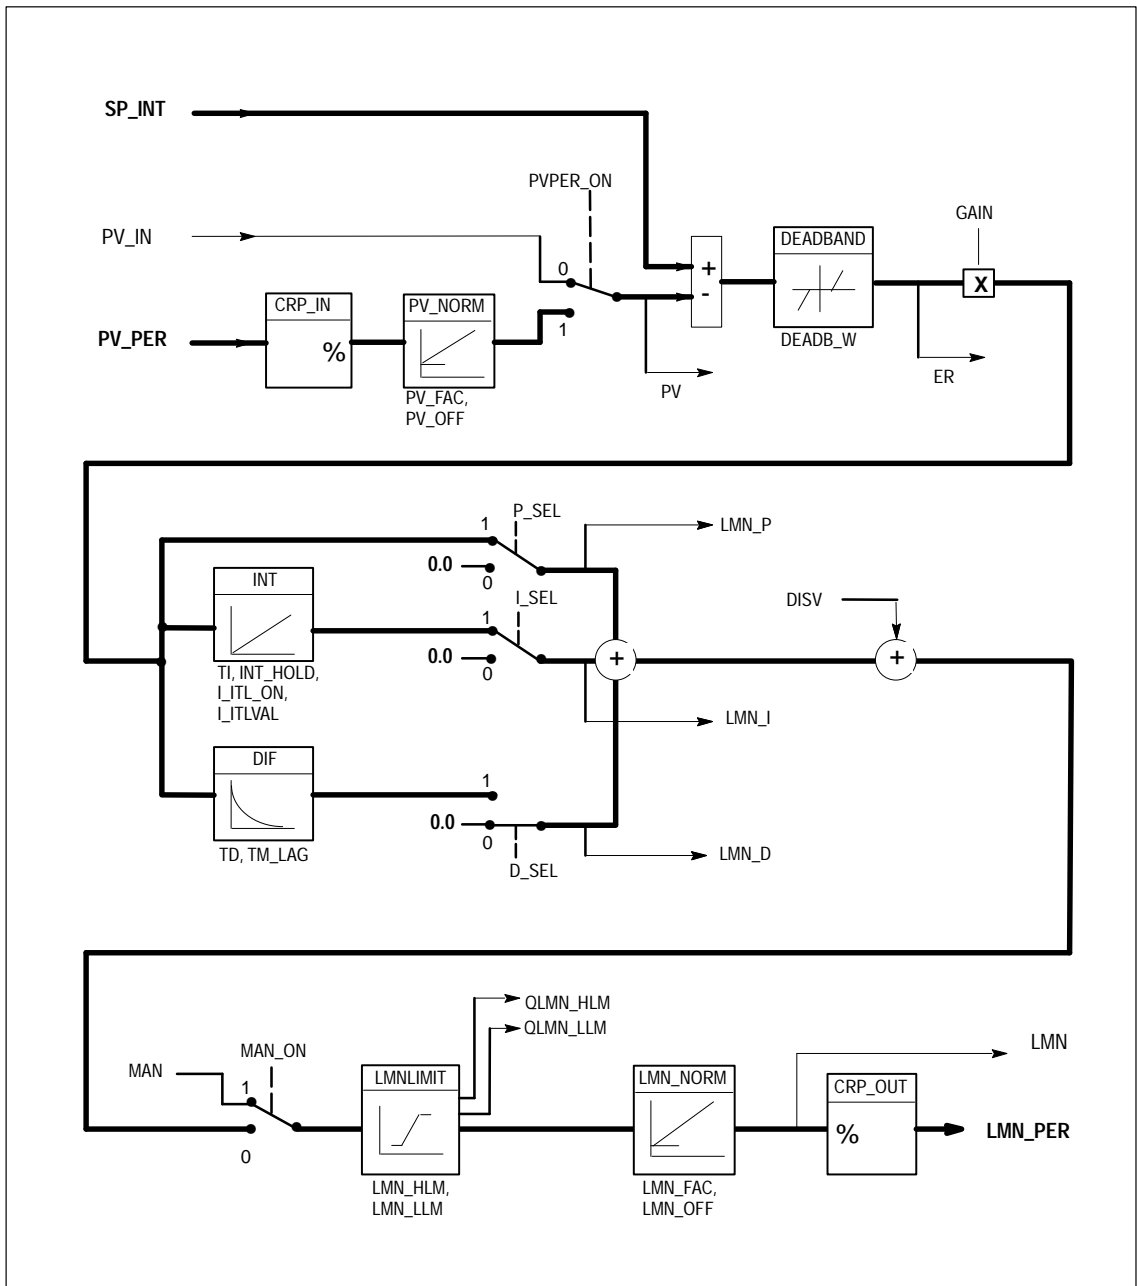 SP_INT
PVPER_ON
GAIN
PV_IN
DEADBAND
0
+
-
X
CRP_IN
PV_NORM
1
PV_PER
%
DEADB_W
ER
PV
PV_FAC,
PV_OFF
P_SEL
1
LMN_P
0.0
0
INT
I_SEL
DISV
1
0.0
+
+
0
TI, INT_HOLD,
I_ITL_ON,
I_ITLVAL
LMN_I
DIF
1
0.0
0
TD, TM_LAG
LMN_D
D_SEL
QLMN_HLM
QLMN_LLM
LMN
MAN_ON
MAN
LMNLIMIT
LMN_NORM
CRP_OUT
1
%
LMN_PER
0
LMN_HLM,
LMN_LLM
LMN_FAC,
LMN_OFF